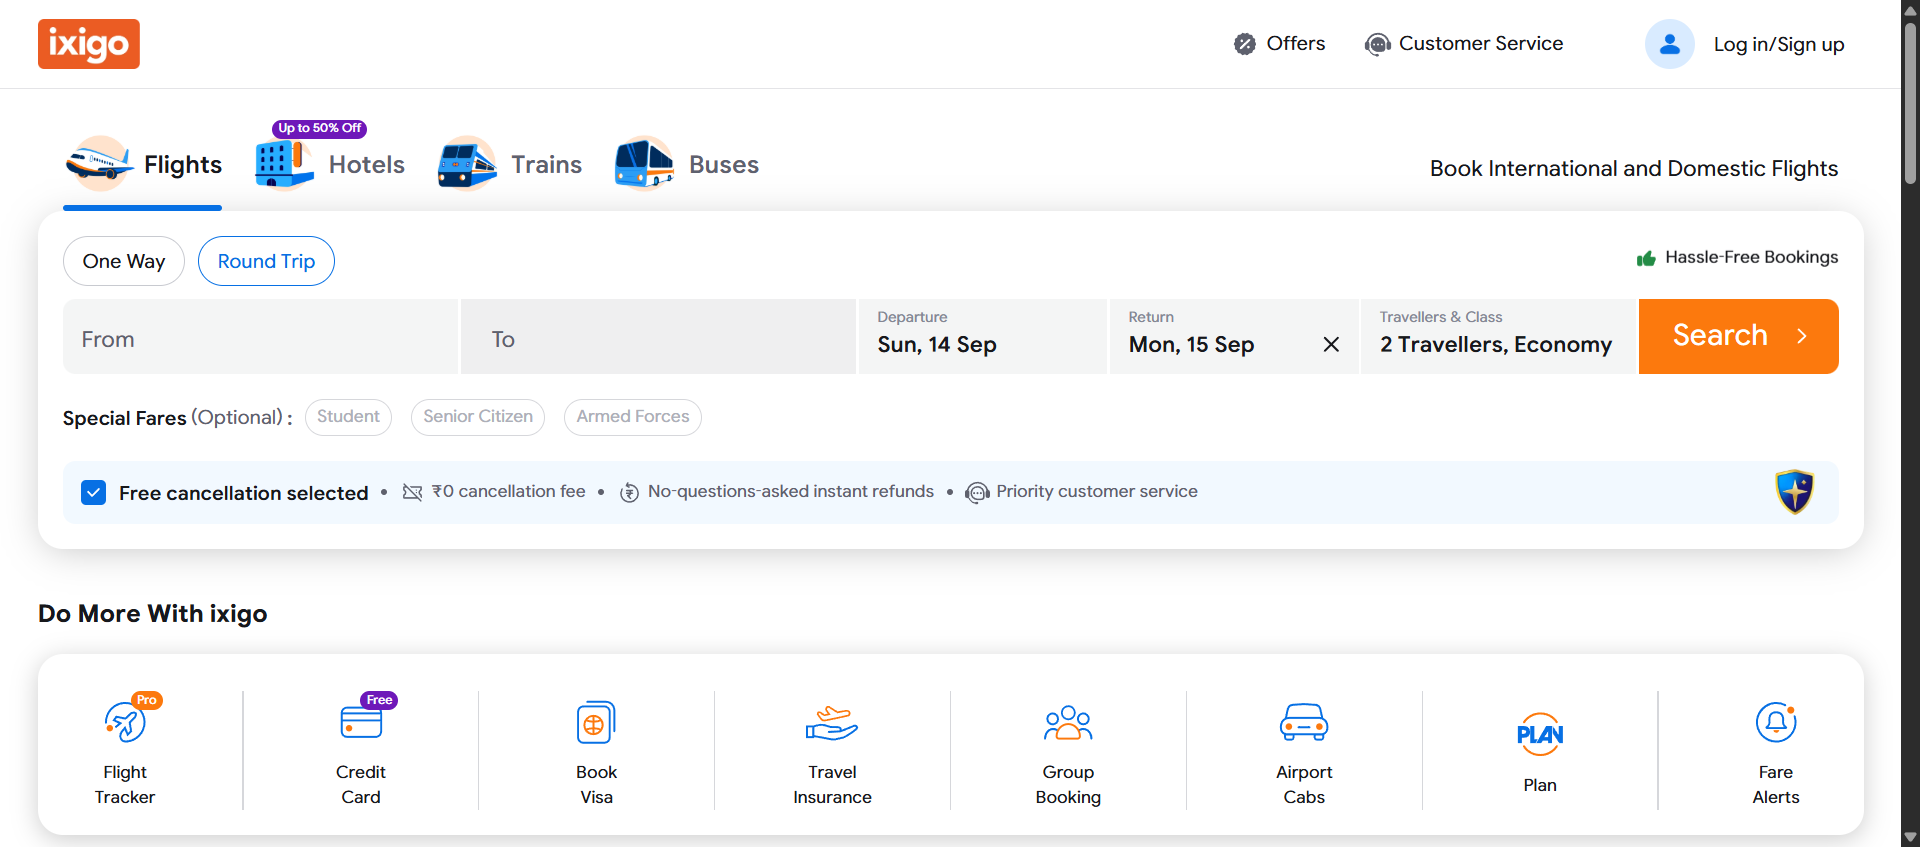 ixigo
Offers
Customer Service
Log in/Sign up
Flights
Up to 50% Off
Hotels
Trains
Buses
Book International and Domestic Flights
One Way
Round Trip
Hassle-Free Bookings
From
To
Departure
Sun, 14 Sep
Return
Mon, 15 Sep
Travellers & Class
2 Travellers, Economy
Search
Special Fares (Optional) :
Student
Senior Citizen
Armed Forces
Free cancellation selected • ₹0 cancellation fee • No-questions-asked instant refunds • Priority customer service
Do More With ixigo
Pro
Flight
Tracker
Free
Credit
Card
Book
Visa
Travel
Insurance
Group
Booking
Airport
Cabs
PLAN
Plan
Fare
Alerts